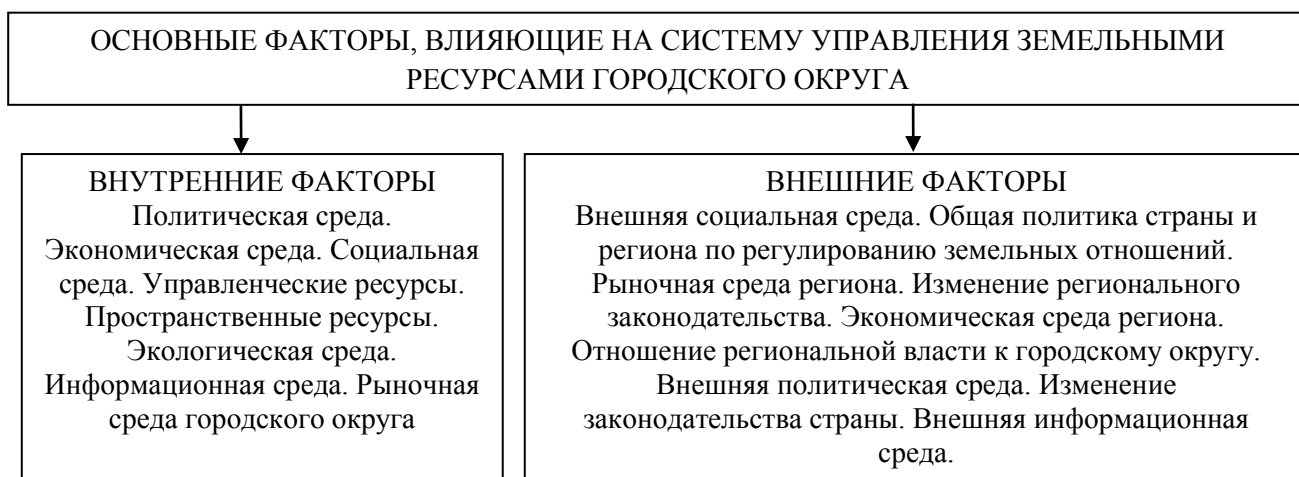 ОСНОВНЫЕ ФАКТОРЫ, ВЛИЯЮЩИЕ НА СИСТЕМУ УПРАВЛЕНИЯ ЗЕМЕЛЬНЫМИ
РЕСУРСАМИ ГОРОДСКОГО ОКРУГА
ВНУТРЕННИЕ ФАКТОРЫ
Политическая среда.
Экономическая среда. Социальная
среда. Управленческие ресурсы.
Пространственные ресурсы.
Экологическая среда.
Информационная среда. Рыночная
среда городского округа
ВНЕШНИЕ ФАКТОРЫ
Внешняя социальная среда. Общая политика страны и
региона по регулированию земельных отношений.
Рыночная среда региона. Изменение регионального
законодательства. Экономическая среда региона.
Отношение региональной власти к городскому округу.
Внешняя политическая среда. Изменение
законодательства страны. Внешняя информационная
среда.